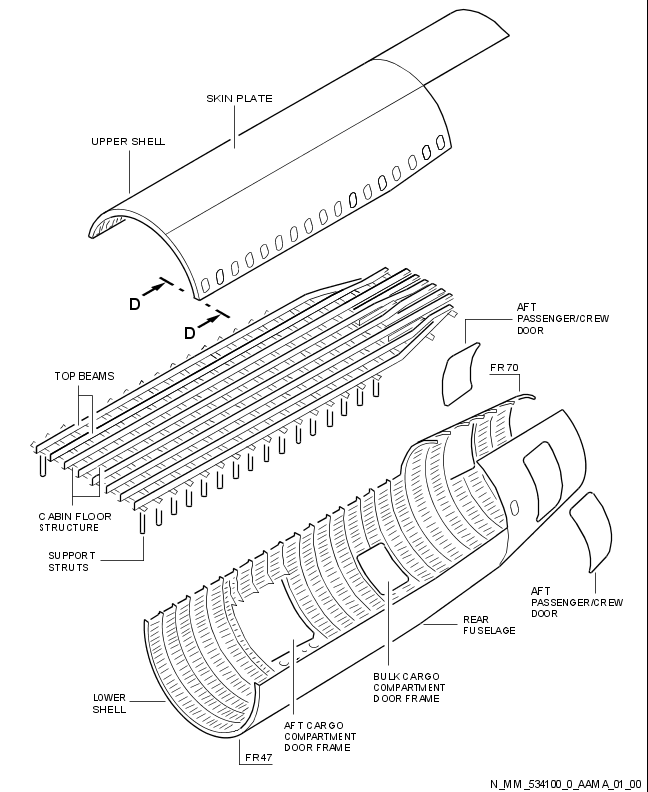 SKIN PLATE
UPPER SHELL
D
D
AFT
PASSENGER/CREW
DOOR
FR70
TOP BEAMS
CABIN FLOOR
STRUCTURE
SUPPORT
STRUTS
AFT
PASSENGER/CREW
DOOR
REAR
FUSELAGE
BULK CARGO
COMPARTMENT
DOOR FRAME
LOWER
SHELL
AFT CARGO
COMPARTMENT
DOOR FRAME
FR47
N_MM_534100_0_AAMA_01_00